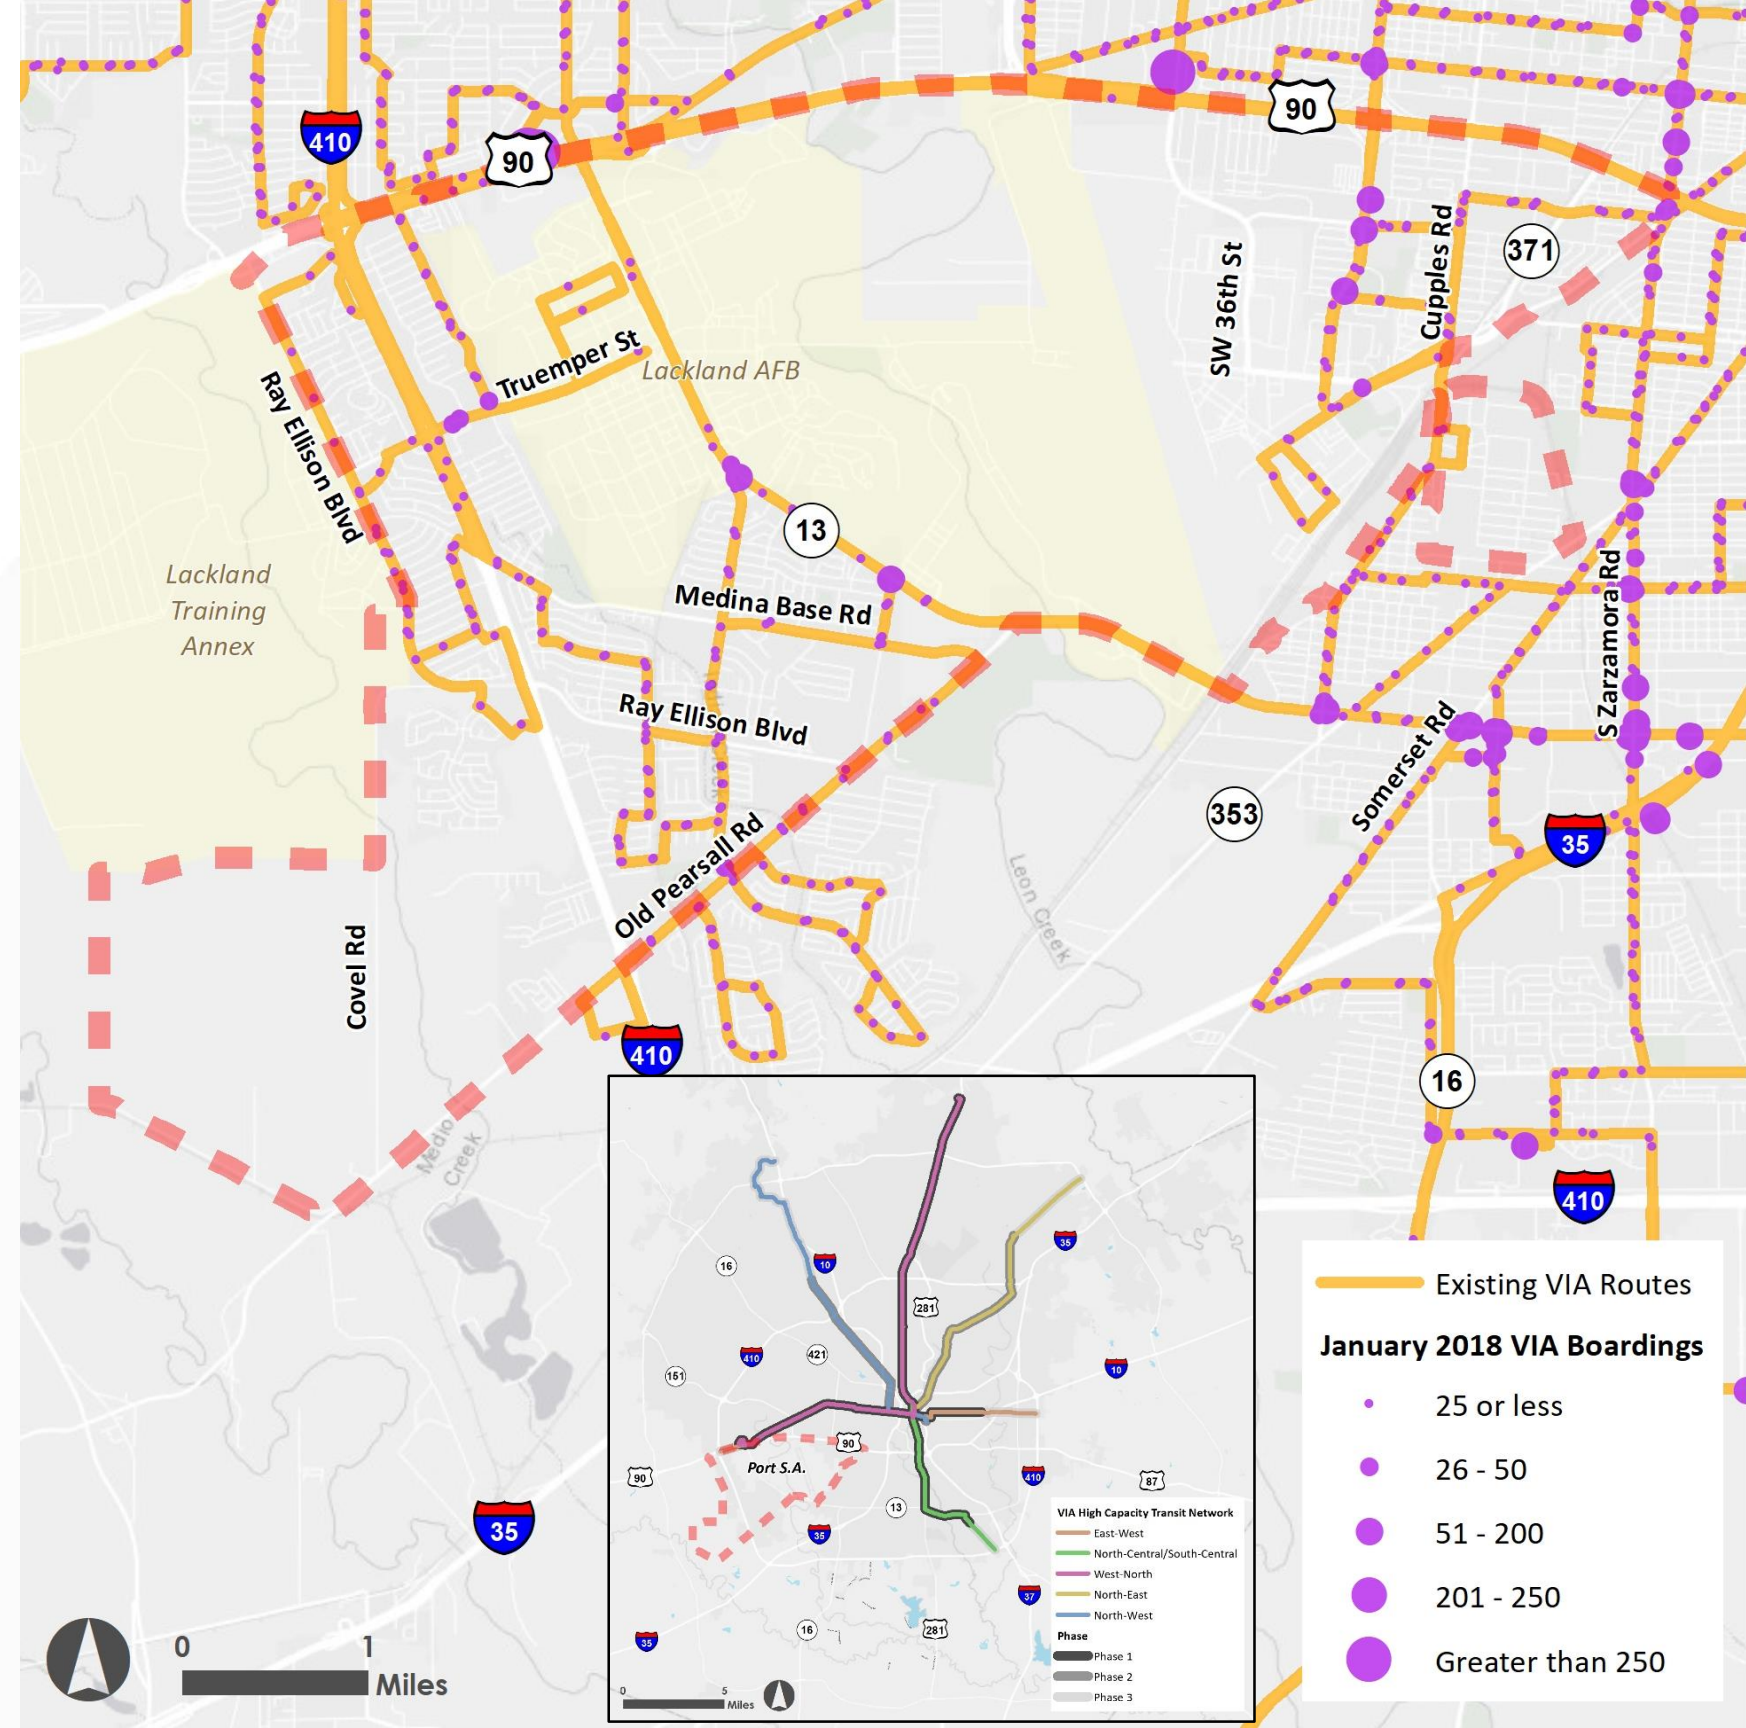 410
90
90
371
Cupples Rd
SW 36th St
Truemper St
Lackland AFB
Ray Ellison Blvd
13
Lackland
Training
Annex
Medina Base Rd
S Zarzamora Rd
Ray Ellison Blvd
Somerset Rd
353
35
Old Pearsall Rd
Leon Creek
Covel Rd
410
16
Medio
Creek
410
Existing VIA Routes
January 2018 VIA Boardings
25 or less
26 - 50
51 - 200
201 - 250
Greater than 250
35
0 1
Miles
35
16
10
281
410
421
10
151
90
Port S.A.
90
410
87
13
35
37
16
281
35
VIA High Capacity Transit Network
East-West
North-Central/South-Central
West-North
North-East
North-West
Phase
Phase 1
Phase 2
Phase 3
0 5
Miles